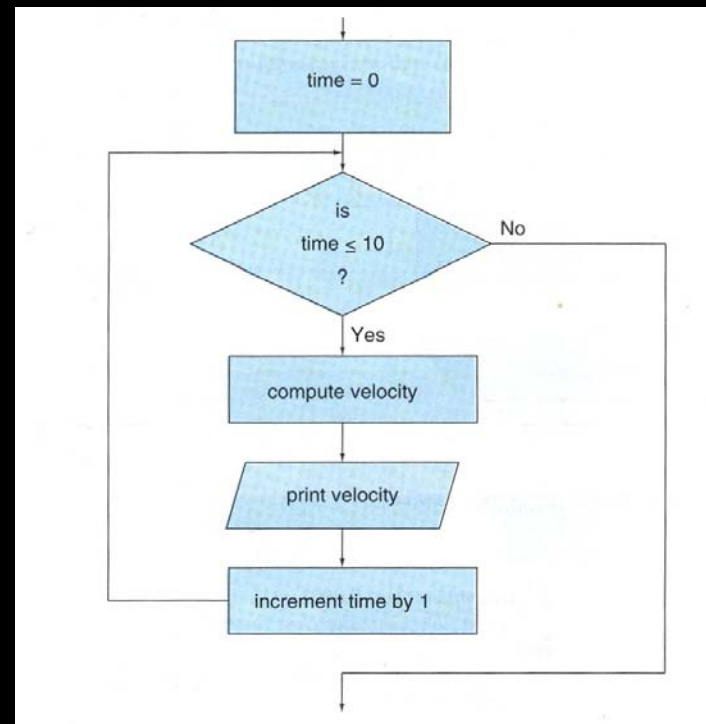 time = 0
is
time ≤ 10
?
No
Yes
compute velocity
print velocity
increment time by 1